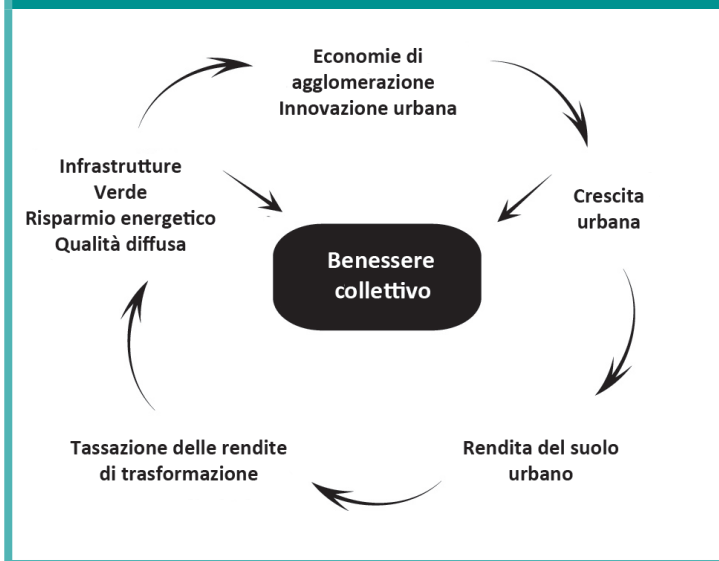 Economie di
agglomerazione
Innovazione urbana
Infrastrutture
Verde
Risparmio energetico
Qualità diffusa
Crescita
urbana
Benessere
collettivo
Tassazione delle rendite
di trasformazione
Rendita del suolo
urbano